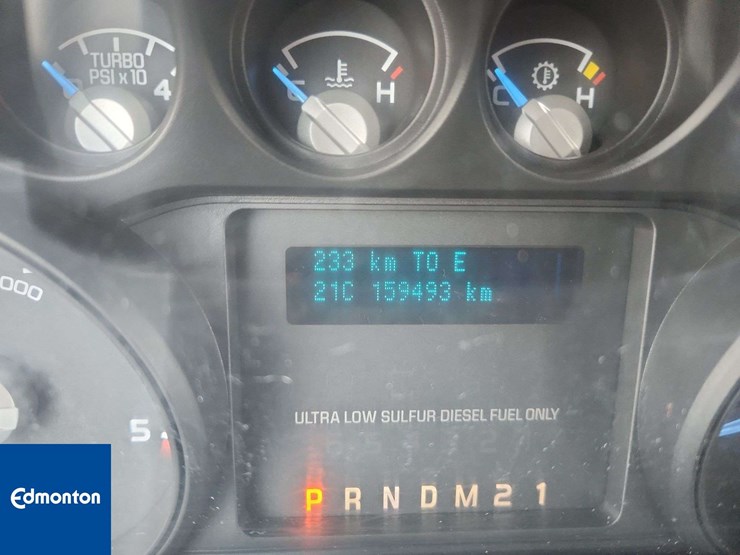 TURBO
PSI x 10
4
C H
C H
233 km TO E
21C 159493 km
000
5
ULTRA LOW SULFUR DIESEL FUEL ONLY
P R N D M 2 1
Edmonton